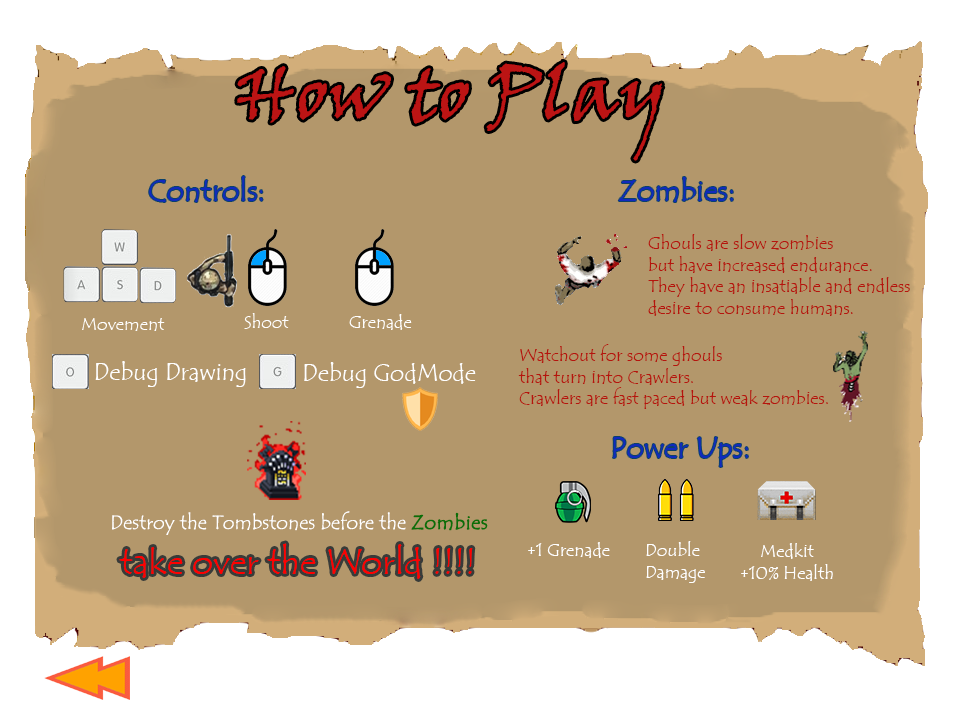 How to Play
Controls:
W
A S D
Movement
Shoot
Grenade
O Debug Drawing
G Debug GodMode
Destroy the Tombstones before the Zombies
take over the World !!!!
Zombies:
Ghouls are slow zombies
but have increased endurance.
They have an insatiable and endless
desire to consume humans.
Watchout for some ghouls
that turn into Crawlers.
Crawlers are fast paced but weak zombies.
Power Ups:
+1 Grenade
Double
Damage
Medkit
+10% Health